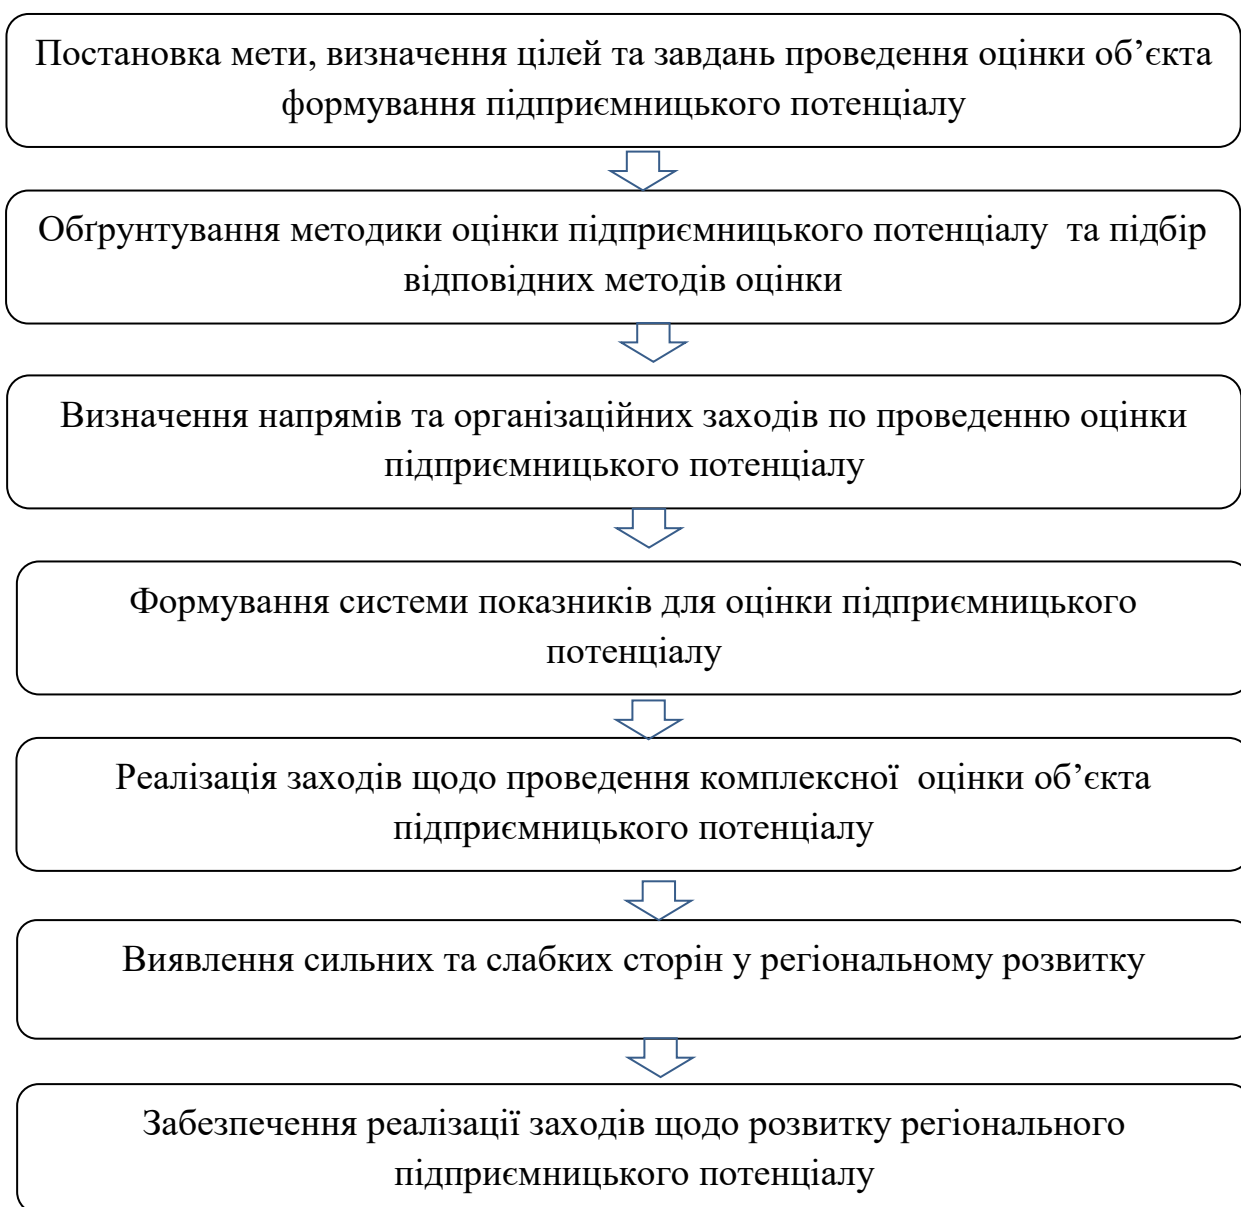 Постановка мети, визначення цілей та завдань проведення оцінки об’єкта
формування підприємницького потенціалу
Обґрунтування методики оцінки підприємницького потенціалу та підбір
відповідних методів оцінки
Визначення напрямів та організаційних заходів по проведенню оцінки
підприємницького потенціалу
Формування системи показників для оцінки підприємницького
потенціалу
Реалізація заходів щодо проведення комплексної оцінки об’єкта
підприємницького потенціалу
Виявлення сильних та слабких сторін у регіональному розвитку
Забезпечення реалізації заходів щодо розвитку регіонального
підприємницького потенціалу